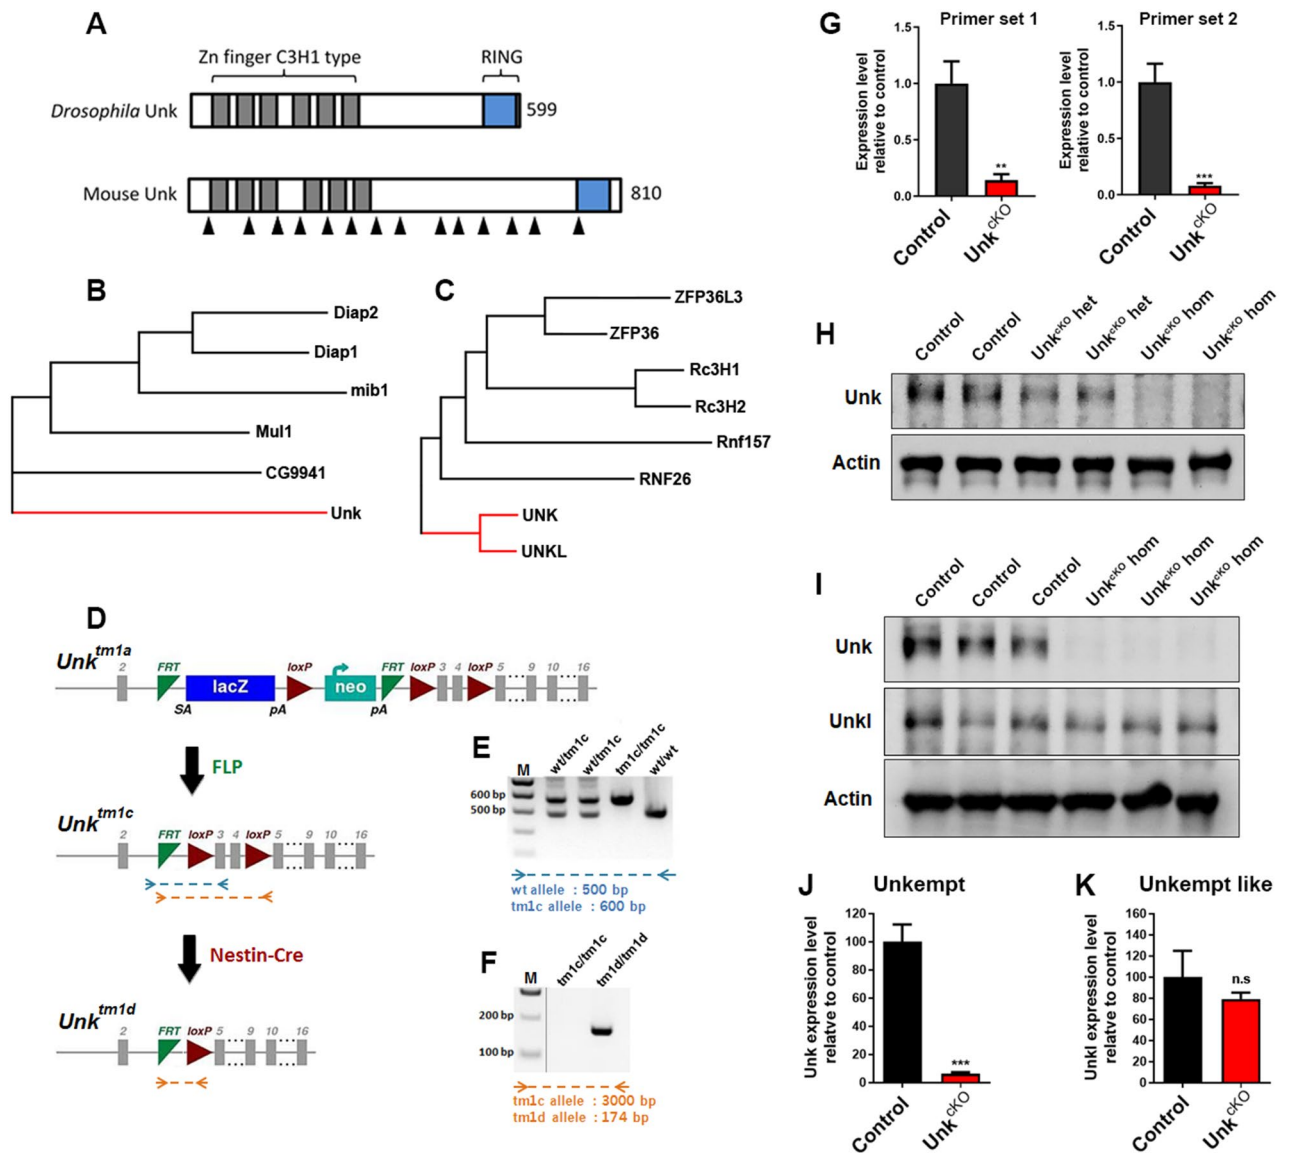 A
Zn finger C3H1 type
RING
Drosophila Unk
599
Mouse Unk
810
B
Diap2
Diap1
mib1
Mul1
CG9941
Unk
C
ZFP36L3
ZFP36
Rc3H1
Rc3H2
Rnf157
RNF26
UNK
UNKL
D
Unk tm1a
2 FRT loxP FRT loxP 3 4 loxP 5 9 10 16
lacZ neo
SA pA pA
FLP
Unk tm1c
2 FRT loxP 3 4 loxP 5 9 10 16
Nestin-Cre
Unk tm1d
2 FRT loxP 5 9 10 16
E
M wt/tm1c wt/tm1c tm1c/tm1c wt/wt
600 bp
500 bp
wt allele : 500 bp
tm1c allele : 600 bp
F
M tm1c/tm1c tm1d/tm1d
200 bp
100 bp
tm1c allele : 3000 bp
tm1d allele : 174 bp
G
Primer set 1
Expression level
relative to control
1.5
1.0
0.5
0.0
**
Control UnkcKO
Primer set 2
Expression level
relative to control
1.5
1.0
0.5
0.0
***
Control UnkcKO
H
Control Control UnkcKO het UnkcKO het UnkcKO hom UnkcKO hom
Unk
Actin
I
Control Control Control UnkcKO hom UnkcKO hom UnkcKO hom
Unk
Unkl
Actin
J
Unkempt
Unk expression level
relative to control
120
100
80
60
40
20
0
***
Control UnkcKO
K
Unkempt like
Unkl expression level
relative to control
160
140
120
100
80
60
40
20
0
n.s
Control UnkcKO